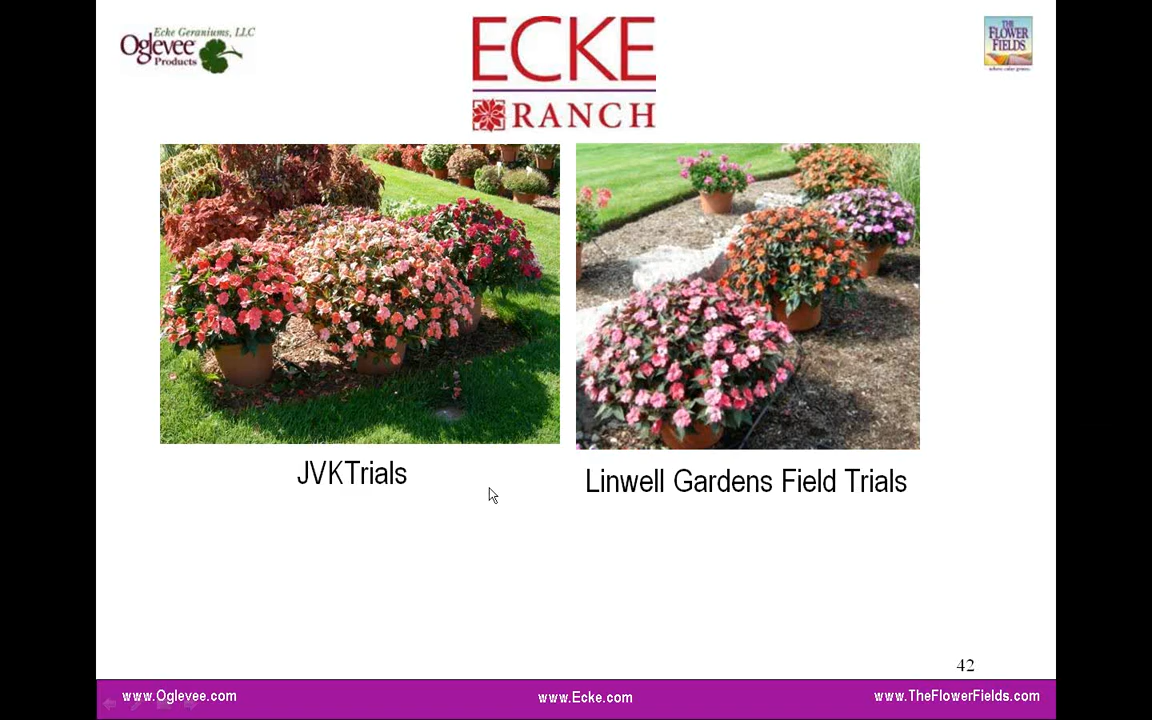 Ecke Geraniums, LLC
Oglevee
Products
ECKE
RANCH
THE
FLOWER
FIELDS
JVKTrials
Linwell Gardens Field Trials
42
www.Oglevee.com
www.Ecke.com
www.TheFlowerFields.com